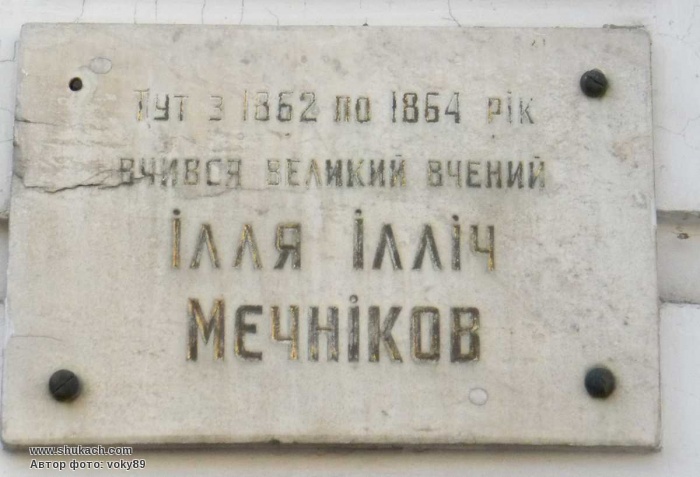 Тут з 1862 по 1864 рік
вчився великий вчений
Ілля Ілліч
Мечніков
www.shukach.com
Автор фото: voky89